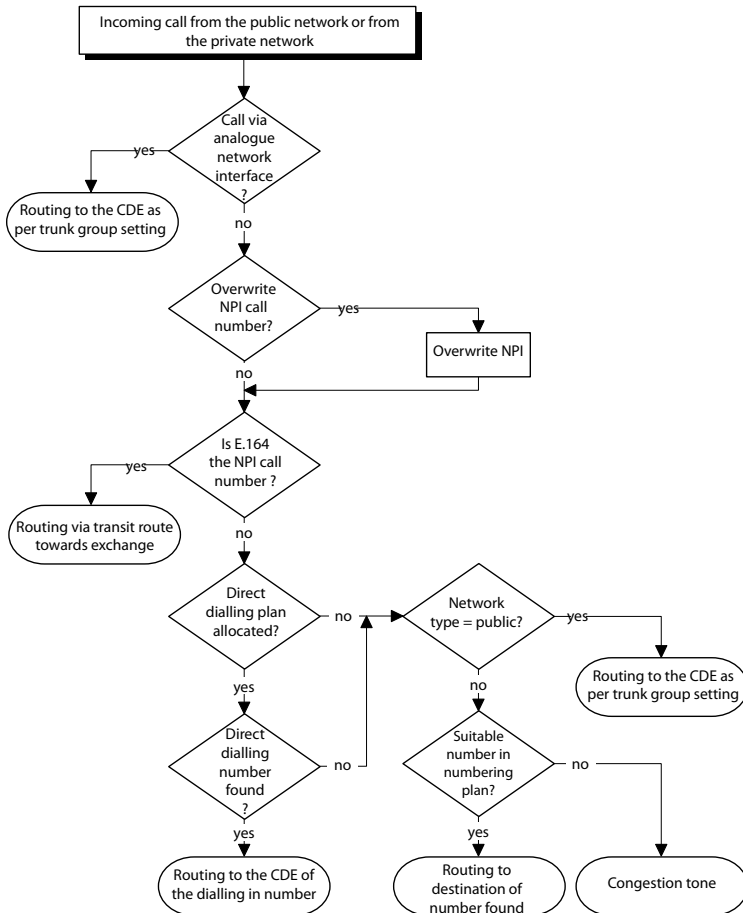 Incoming call from the public network or from
the private network
Call via
analogue
network
interface
?
yes
Routing to the CDE as
per trunk group setting
no
Overwrite
NPI call
number?
yes
Overwrite NPI
no
Is E.164
the NPI call
number ?
yes
Routing via transit route
towards exchange
no
Direct
dialling plan
allocated?
no
Network
type = public?
yes
Routing to the CDE as
per trunk group setting
yes
no
Direct
dialling
number
found
?
no
Suitable
number in
numbering
plan?
no
yes
yes
Routing to the CDE of
the dialling in number
Routing to
destination of
number found
Congestion tone